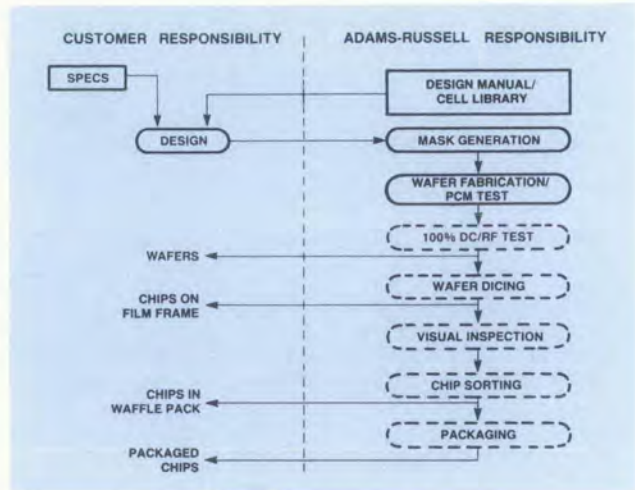 CUSTOMER RESPONSIBILITY
ADAMS-RUSSELL RESPONSIBILITY
SPECS
DESIGN MANUAL/
CELL LIBRARY
DESIGN
MASK GENERATION
WAFER FABRICATION/
PCM TEST
100% DC/RF TEST
WAFERS
WAFER DICING
CHIPS ON
FILM FRAME
VISUAL INSPECTION
CHIP SORTING
CHIPS IN
WAFFLE PACK
PACKAGING
PACKAGED
CHIPS